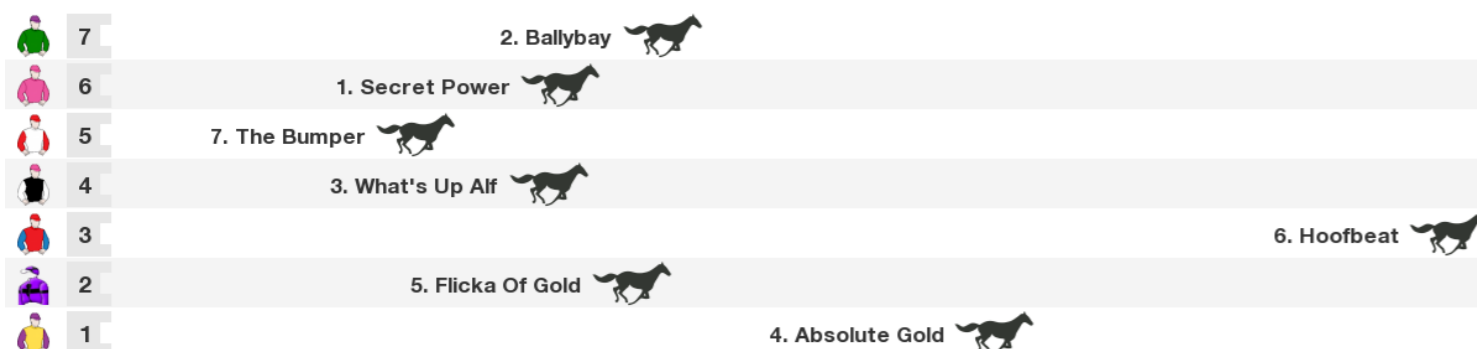 7 2. Ballybay
6 1. Secret Power
5 7. The Bumper
4 3. What's Up Alf
3 6. Hoofbeat
2 5. Flicka Of Gold
1 4. Absolute Gold